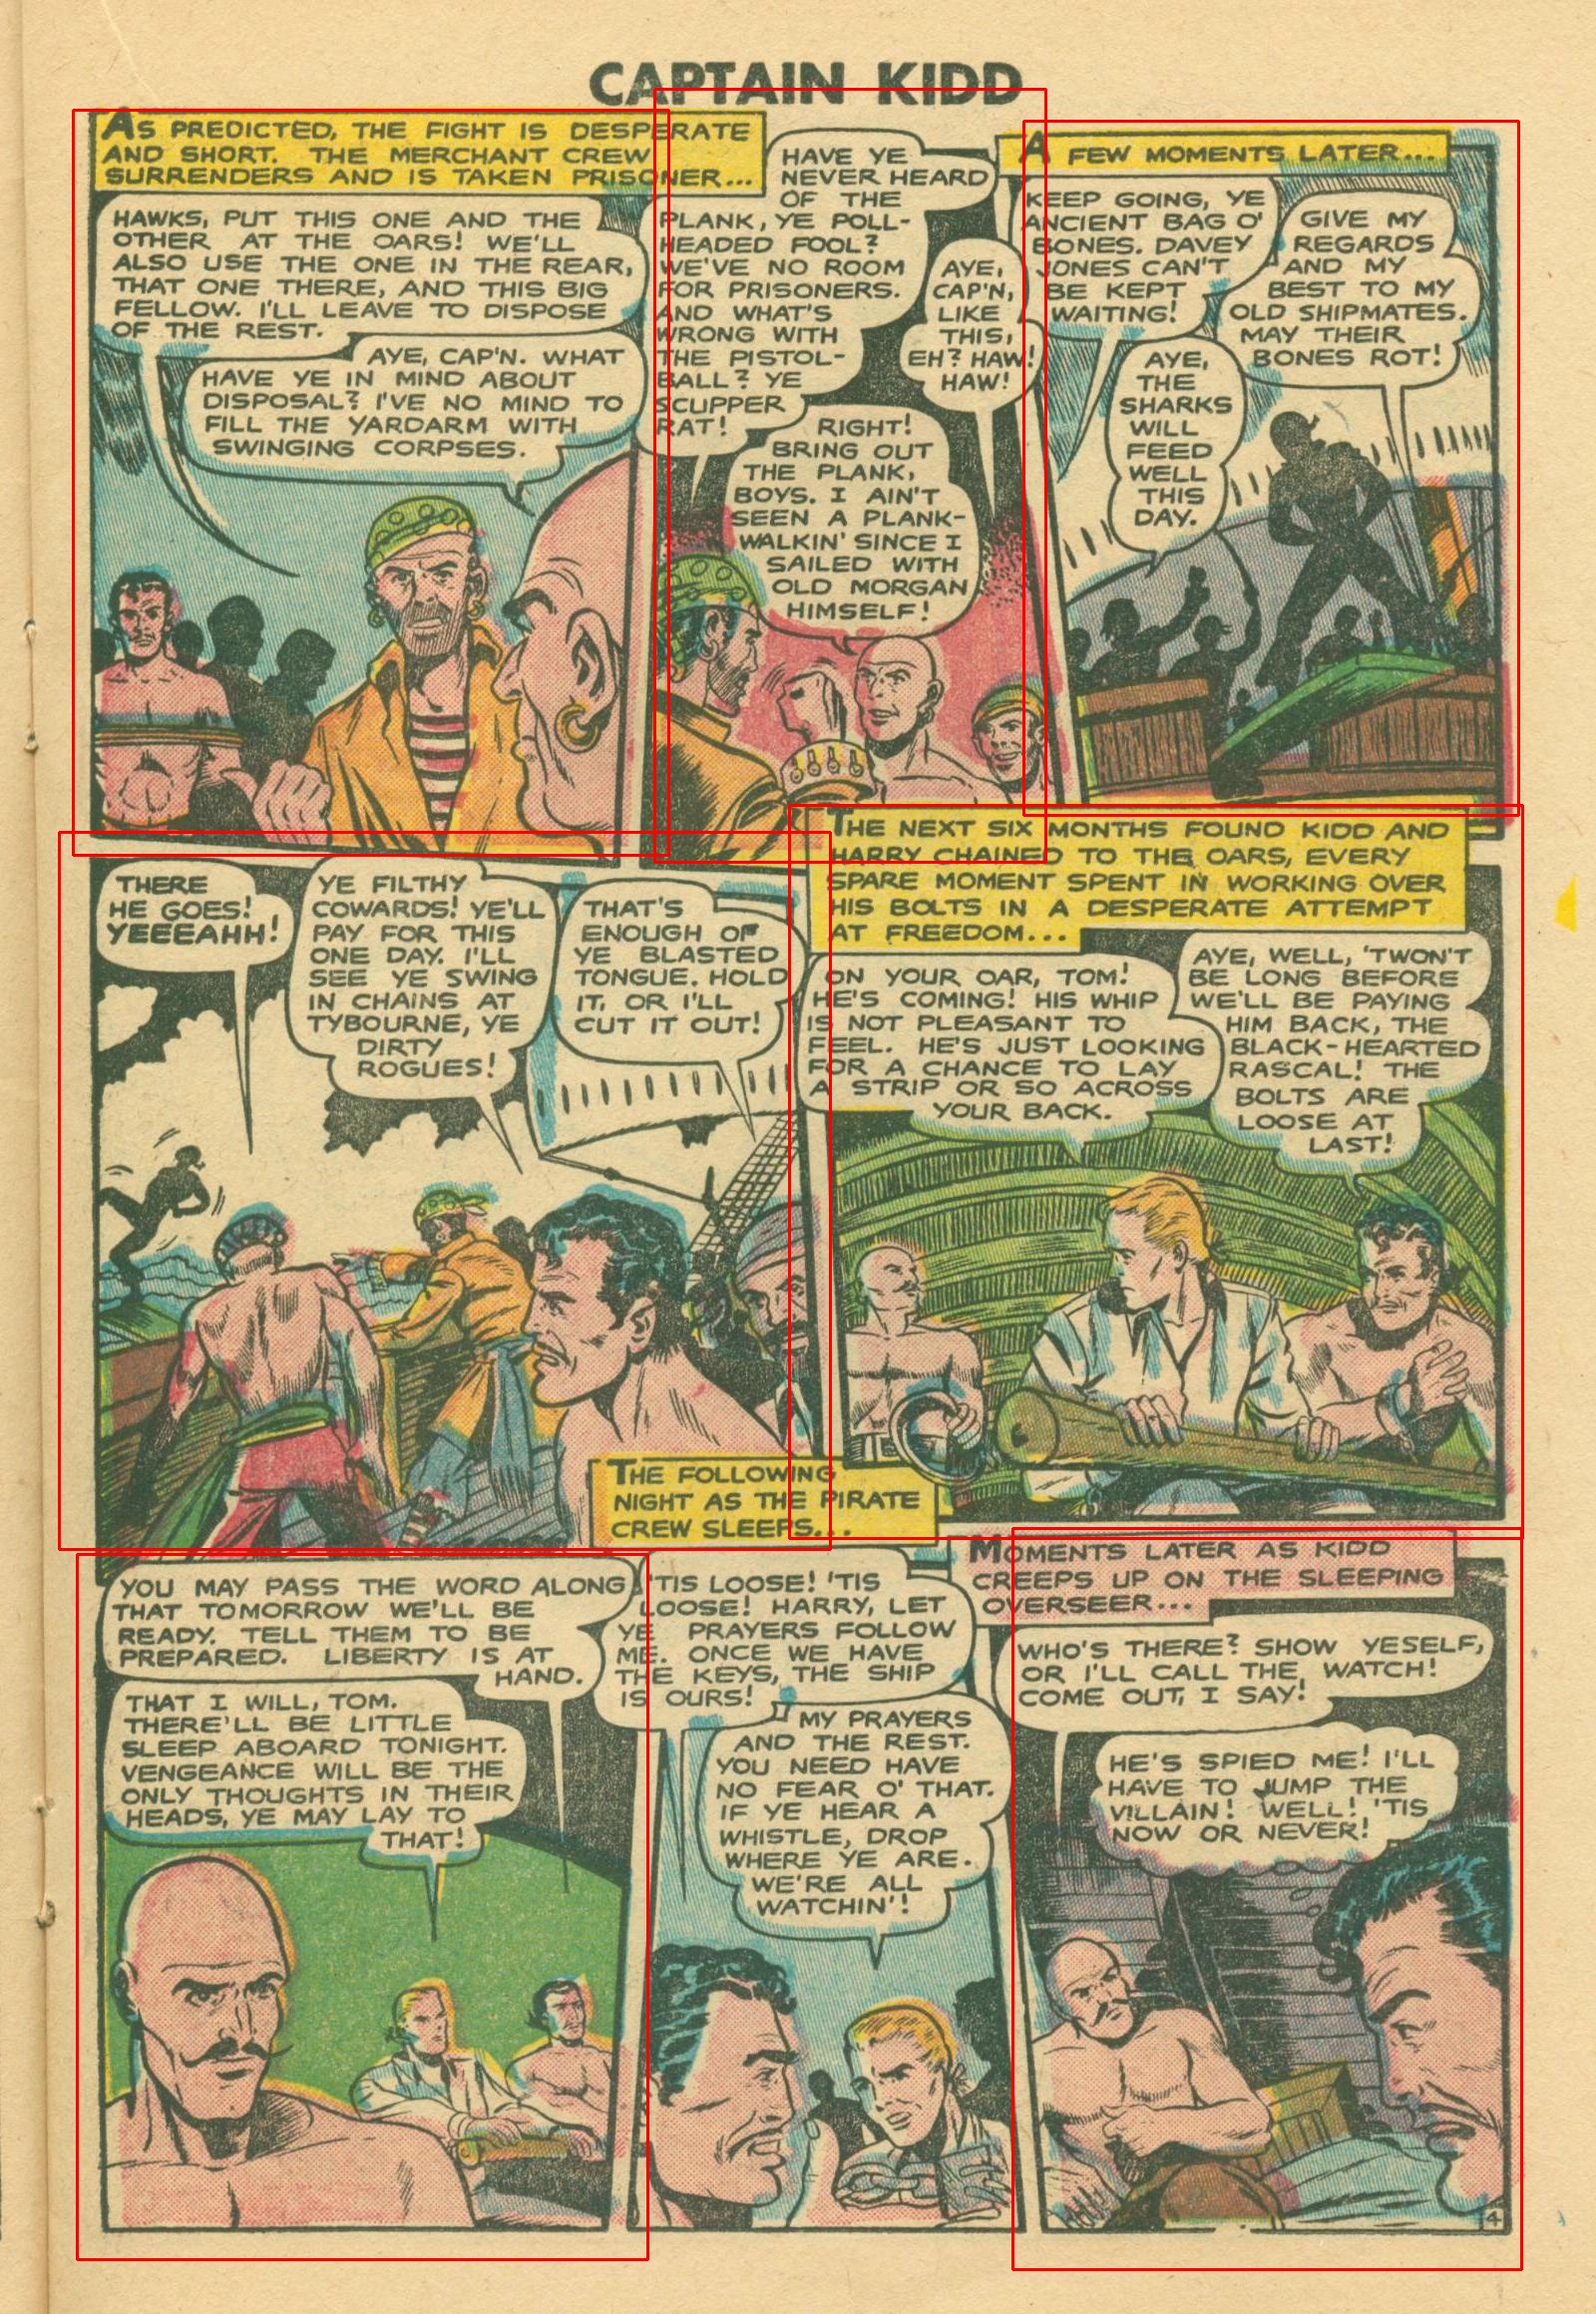 CAPTAIN KIDD
AS PREDICTED, THE FIGHT IS DESPERATE
AND SHORT. THE MERCHANT CREW
SURRENDERS AND IS TAKEN PRISONER...
HAWKS, PUT THIS ONE AND THE
OTHER AT THE OARS! WE'LL
ALSO USE THE ONE IN THE REAR,
THAT ONE THERE, AND THIS BIG
FELLOW. I'LL LEAVE TO DISPOSE
OF THE REST.
AYE, CAP'N. WHAT
HAVE YE IN MIND ABOUT
DISPOSAL? I'VE NO MIND TO
FILL THE YARDARM WITH
SWINGING CORPSES.
HAVE YE
NEVER HEARD
OF THE
PLANK, YE POLL-
HEADED FOOL?
WE'VE NO ROOM
FOR PRISONERS.
AND WHAT'S
WRONG WITH
THE PISTOL-
BALL? YE
SCUPPER
RAT!
AYE,
CAP'N,
LIKE
THIS,
EH? HAW!
HAW!
RIGHT!
BRING OUT
THE PLANK,
BOYS. I AIN'T
SEEN A PLANK-
WALKIN' SINCE I
SAILED WITH
OLD MORGAN
HIMSELF!
A FEW MOMENTS LATER...
KEEP GOING, YE
ANCIENT BAG O'
BONES. DAVEY
JONES CAN'T
BE KEPT
WAITING!
GIVE MY
REGARDS
AND MY
BEST TO MY
OLD SHIPMATES.
MAY THEIR
BONES ROT!
AYE,
THE
SHARKS
WILL
FEED
WELL
THIS
DAY.
THERE
HE GOES!
YEEEAHH!
YE FILTHY
COWARDS! YE'LL
PAY FOR THIS
ONE DAY. I'LL
SEE YE SWING
IN CHAINS AT
TYBOURNE, YE
DIRTY
ROGUES!
THAT'S
ENOUGH OF
YE BLASTED
TONGUE. HOLD
IT, OR I'LL
CUT IT OUT!
THE NEXT SIX MONTHS FOUND KIDD AND
HARRY CHAINED TO THE OARS, EVERY
SPARE MOMENT SPENT IN WORKING OVER
HIS BOLTS IN A DESPERATE ATTEMPT
AT FREEDOM...
ON YOUR OAR, TOM!
HE'S COMING! HIS WHIP
IS NOT PLEASANT TO
FEEL. HE'S JUST LOOKING
FOR A CHANCE TO LAY
A STRIP OR SO ACROSS
YOUR BACK.
AYE, WELL, 'TWON'T
BE LONG BEFORE
WE'LL BE PAYING
HIM BACK, THE
BLACK-HEARTED
RASCAL! THE
BOLTS ARE
LOOSE AT
LAST!
YOU MAY PASS THE WORD ALONG
THAT TOMORROW WE'LL BE
READY. TELL THEM TO BE
PREPARED. LIBERTY IS AT
HAND.
THAT I WILL, TOM.
THERE'LL BE LITTLE
SLEEP ABOARD TONIGHT.
VENGEANCE WILL BE THE
ONLY THOUGHTS IN THEIR
HEADS, YE MAY LAY TO
THAT!
THE FOLLOWING
NIGHT AS THE PIRATE
CREW SLEEPS...
'TIS LOOSE! 'TIS
LOOSE! HARRY, LET
YE PRAYERS FOLLOW
ME. ONCE WE HAVE
THE KEYS, THE SHIP
IS OURS!
MY PRAYERS
AND THE REST.
YOU NEED HAVE
NO FEAR O' THAT.
IF YE HEAR A
WHISTLE, DROP
WHERE YE ARE.
WE'RE ALL
WATCHIN'!
MOMENTS LATER AS KIDD
CREEPS UP ON THE SLEEPING
OVERSEER...
WHO'S THERE? SHOW YESELF,
OR I'LL CALL THE WATCH!
COME OUT, I SAY!
HE'S SPIED ME! I'LL
HAVE TO JUMP THE
VILLAIN! WELL! 'TIS
NOW OR NEVER!
4